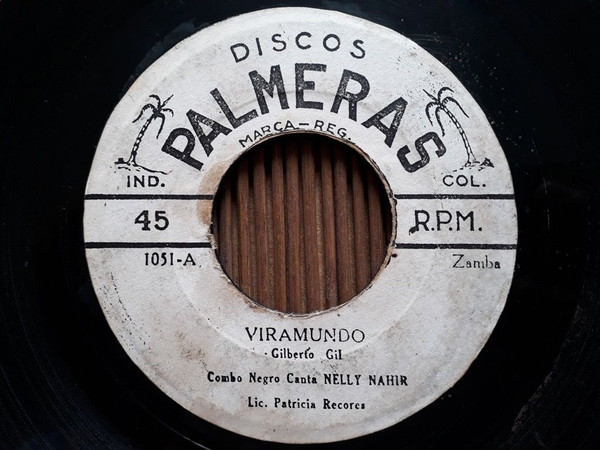 DISCOS
PALMERAS
MARCA-REG.
IND. COL.
45 R.P.M.
1051-A Zamba
VIRAMUNDO
Gilberto Gil
Combo Negro Canta NELLY NAHIR
Lic. Patricia Recores